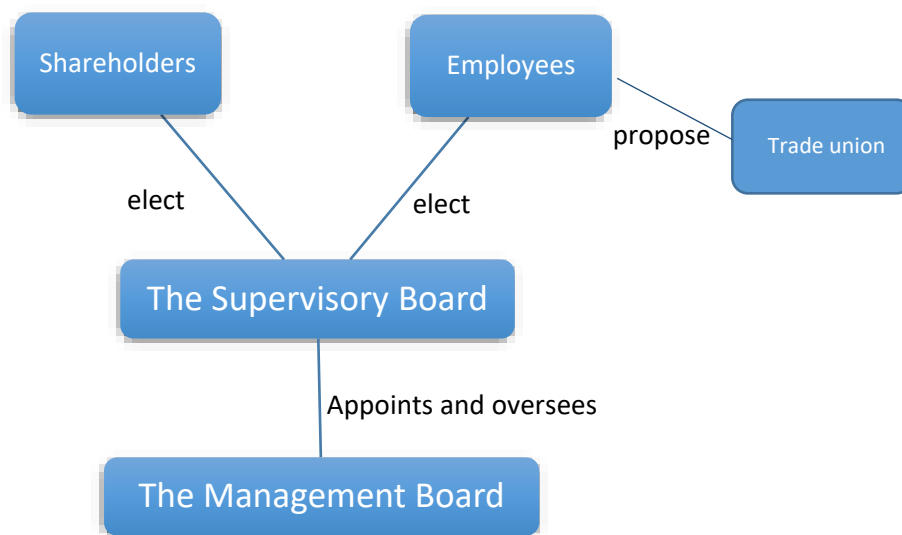 Shareholders
Employees
propose
Trade union
elect
elect
The Supervisory Board
Appoints and oversees
The Management Board